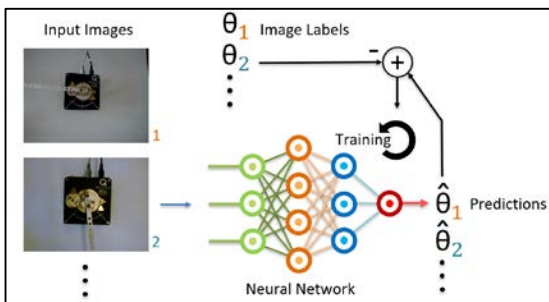 Input Images
θ1 Image Labels
θ2
−
+
1
Training
2
θ̂1 Predictions
θ̂2
Neural Network